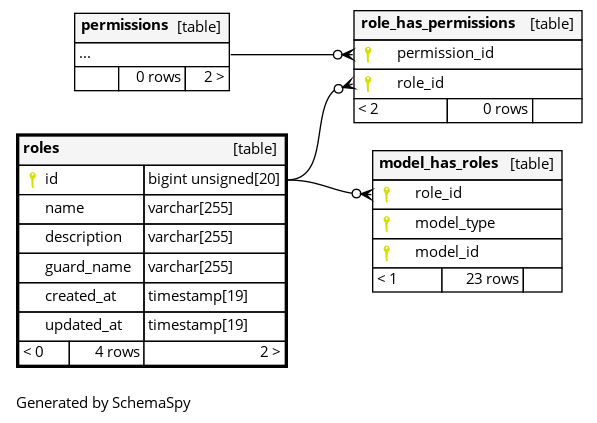 permissions [table]
...
0 rows 2 >
role_has_permissions [table]
permission_id
role_id
< 2 0 rows
roles [table]
id bigint unsigned[20]
name varchar[255]
description varchar[255]
guard_name varchar[255]
created_at timestamp[19]
updated_at timestamp[19]
< 0 4 rows 2 >
model_has_roles [table]
role_id
model_type
model_id
< 1 23 rows
Generated by SchemaSpy